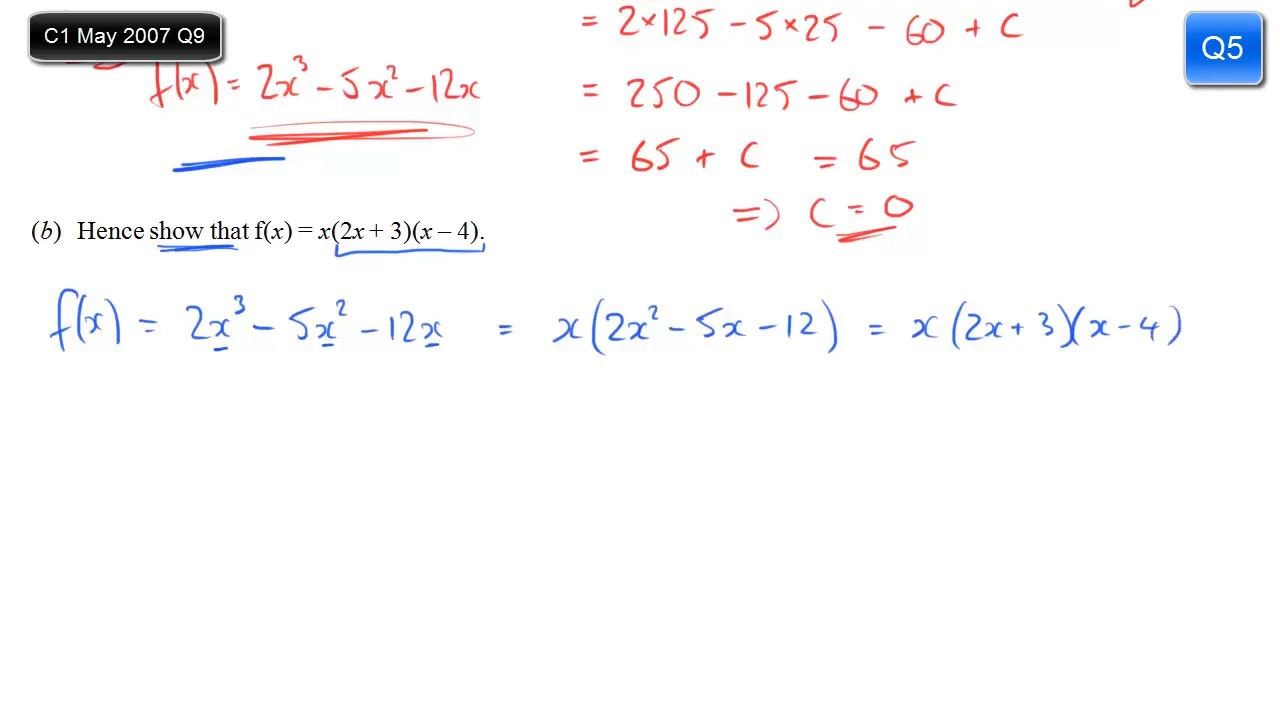 C1 May 2007 Q9
Q5
= 2×125 - 5×25 - 60 + C
f(x) = 2x³ - 5x² - 12x
= 250 - 125 - 60 + C
= 65 + C = 65
=> C = 0
(b) Hence show that f(x) = x(2x + 3)(x – 4).
f(x) = 2x³ - 5x² - 12x = x(2x² - 5x - 12) = x(2x + 3)(x - 4)